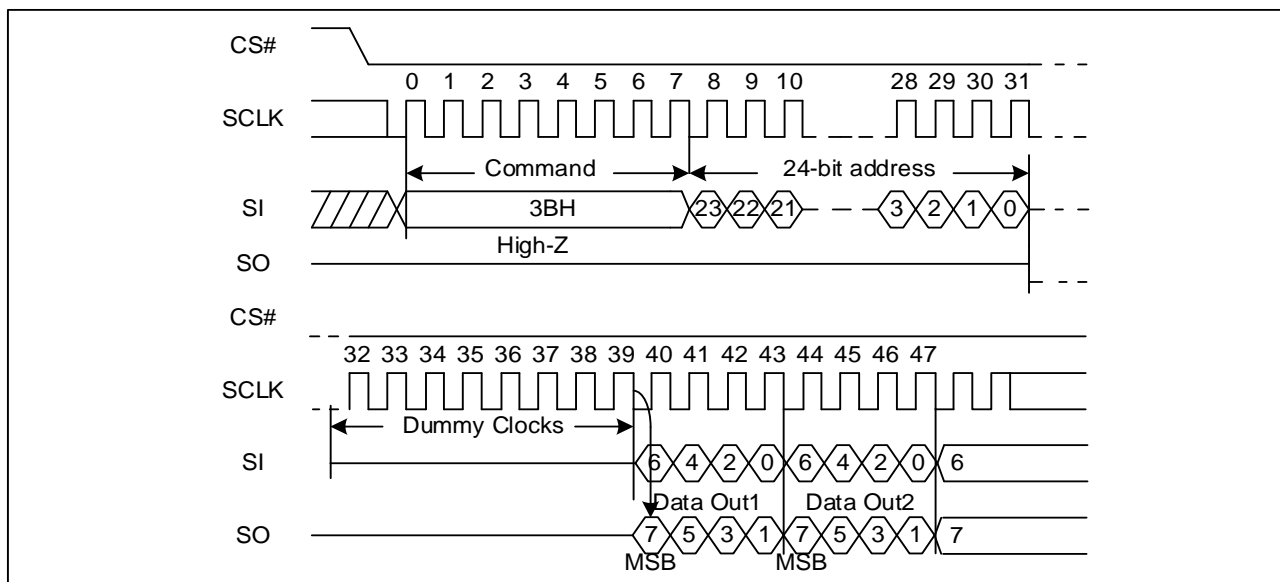 CS#
0 1 2 3 4 5 6 7 8 9 10 28 29 30 31
SCLK
Command 24-bit address
SI 3BH 23 22 21 3 2 1 0
High-Z
SO
CS#
32 33 34 35 36 37 38 39 40 41 42 43 44 45 46 47
SCLK
Dummy Clocks
SI 6 4 2 0 6 4 2 0 6
Data Out1 Data Out2
SO 7 5 3 1 7 5 3 1 7
MSB MSB